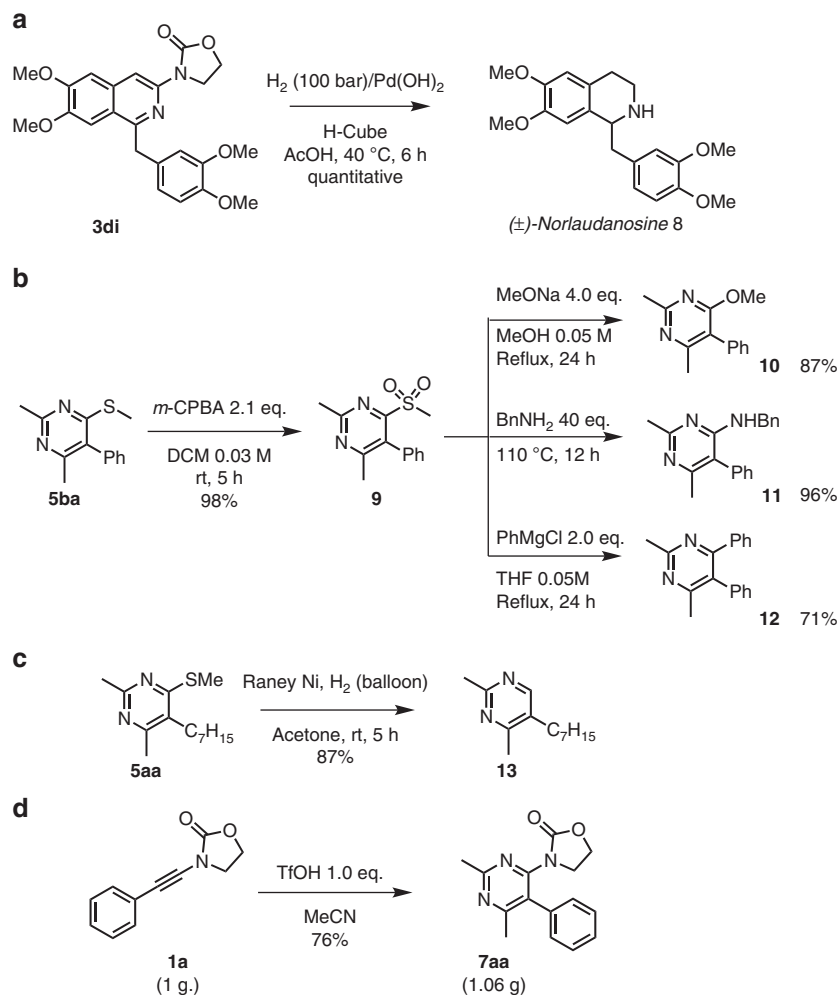 a
O
O
N
MeO
MeO
N
OMe
OMe
3di
H2 (100 bar)/Pd(OH)2
H-Cube
AcOH, 40 °C, 6 h
quantitative
MeO
MeO
NH
OMe
OMe
(±)-Norlaudanosine 8
b
N
S
N
Ph
5ba
m-CPBA 2.1 eq.
DCM 0.03 M
rt, 5 h
98%
O O
N
S
N
Ph
9
MeONa 4.0 eq.
MeOH 0.05 M
Reflux, 24 h
N
OMe
N
Ph
10 87%
BnNH2 40 eq.
110 °C, 12 h
N
NHBn
N
Ph
11 96%
PhMgCl 2.0 eq.
THF 0.05M
Reflux, 24 h
N
Ph
N
Ph
12 71%
c
N
SMe
N
C7H15
5aa
Raney Ni, H2 (balloon)
Acetone, rt, 5 h
87%
N
N
C7H15
13
d
O
O
N
1a
(1 g.)
TfOH 1.0 eq.
MeCN
76%
O
O
N
N
N
7aa
(1.06 g)